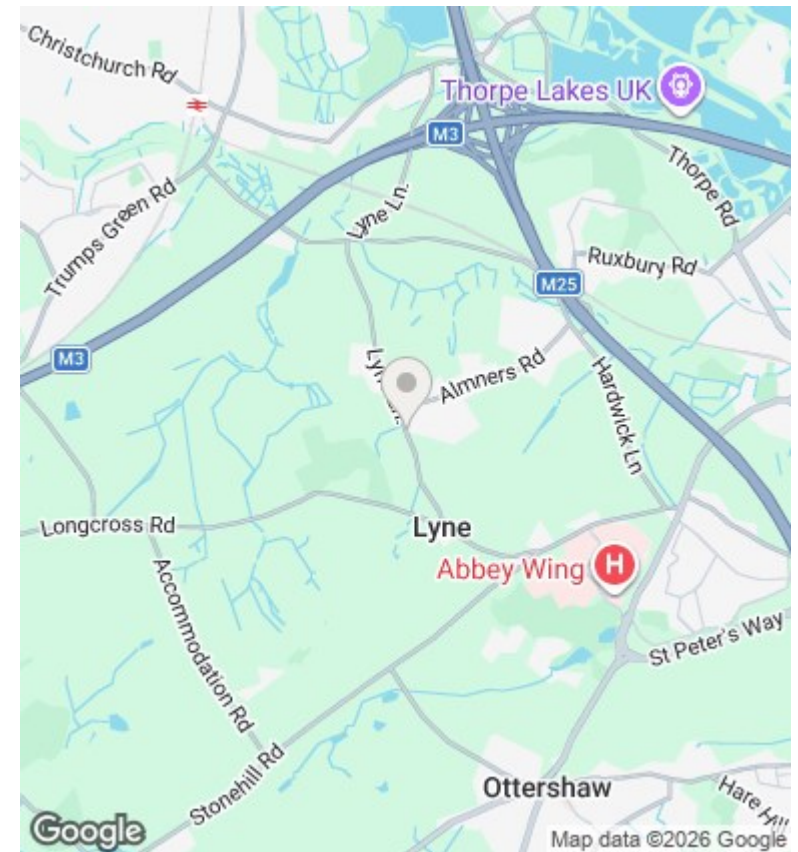 Christchurch Rd
Thorpe Lakes UK
M3
Thorpe Rd
Trumps Green Rd
Lyne Ln.
Ruxbury Rd
M25
M3
Almners Rd
Hardwick Ln
Longcross Rd
Lyne
Abbey Wing
H
Accommodation Rd
St Peter's Way
Stonehill Rd
Ottershaw
Hare Hill
Google
Map data ©2026 Google